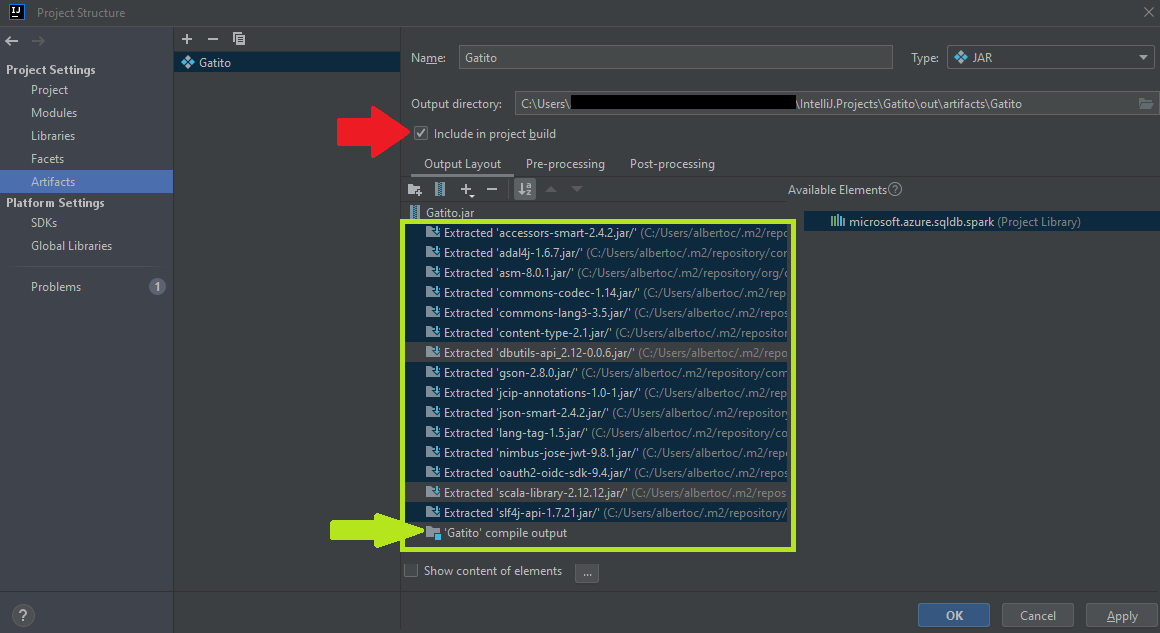 IJ
Project Structure
Project Settings
Project
Modules
Libraries
Facets
Artifacts
Platform Settings
SDKs
Global Libraries
Problems 1
?
Gatito
Name: Gatito Type: JAR
Output directory: C:\Users\ \IntelliJ.Projects\Gatito\out\artifacts\Gatito
Include in project build
Output Layout Pre-processing Post-processing
Available Elements ?
Gatito.jar
Extracted 'accessors-smart-2.4.2.jar/' (C:/Users/albertoc/.m2/repo
Extracted 'adal4j-1.6.7.jar/' (C:/Users/albertoc/.m2/repository/con
Extracted 'asm-8.0.1.jar/' (C:/Users/albertoc/.m2/repository/org/o
Extracted 'commons-codec-1.14.jar/' (C:/Users/albertoc/.m2/rep
Extracted 'commons-lang3-3.5.jar/' (C:/Users/albertoc/.m2/repos
Extracted 'content-type-2.1.jar/' (C:/Users/albertoc/.m2/repositor
Extracted 'dbutils-api_2.12-0.0.6.jar/' (C:/Users/albertoc/.m2/repo
Extracted 'gson-2.8.0.jar/' (C:/Users/albertoc/.m2/repository/com
Extracted 'jcip-annotations-1.0-1.jar/' (C:/Users/albertoc/.m2/rep
Extracted 'json-smart-2.4.2.jar/' (C:/Users/albertoc/.m2/repository
Extracted 'lang-tag-1.5.jar/' (C:/Users/albertoc/.m2/repository/co
Extracted 'nimbus-jose-jwt-9.8.1.jar/' (C:/Users/albertoc/.m2/rep
Extracted 'oauth2-oidc-sdk-9.4.jar/' (C:/Users/albertoc/.m2/repos
Extracted 'scala-library-2.12.12.jar/' (C:/Users/albertoc/.m2/repos
Extracted 'slf4j-api-1.7.21.jar/' (C:/Users/albertoc/.m2/repository/
'Gatito' compile output
microsoft.azure.sqldb.spark (Project Library)
Show content of elements ...
OK Cancel Apply